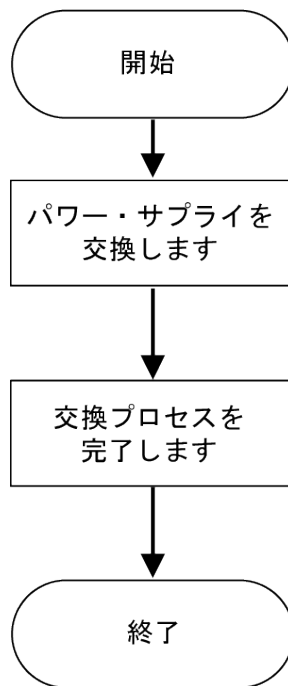 開始
パワー・サプライを
交換します
交換プロセスを
完了します
終了